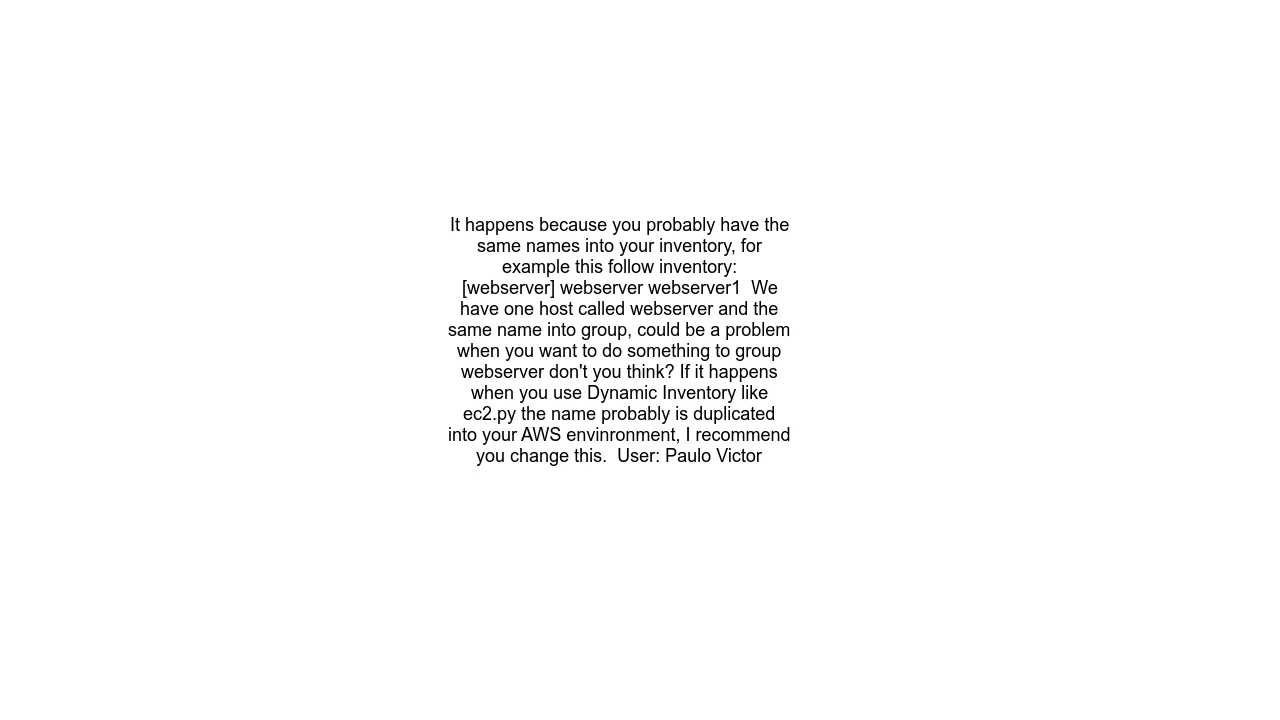 It happens because you probably have the
same names into your inventory, for
example this follow inventory:
[webserver] webserver webserver1  We
have one host called webserver and the
same name into group, could be a problem
when you want to do something to group
webserver don't you think? If it happens
when you use Dynamic Inventory like
ec2.py the name probably is duplicated
into your AWS envinronment, I recommend
you change this.  User: Paulo Victor